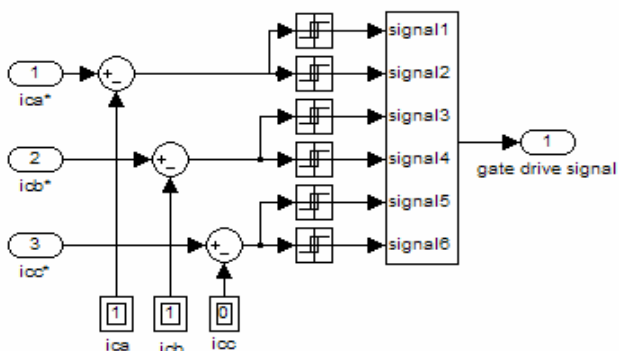 signal1
1
signal2
ica*
signal3
2
signal4
1
icb*
gate drive signal
signal5
3
signal6
icc*
1
1
0
ica
icb
icc